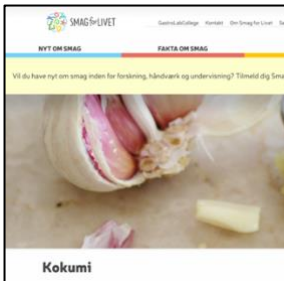 SMAG for LIVET
GastroLabCollege Kontakt Om Smag for Livet
NYT OM SMAG FAKTA OM SMAG
Vil du have nyt om smag inden for forskning, håndværk og undervisning? Tilmeld dig Sma
Kokumi